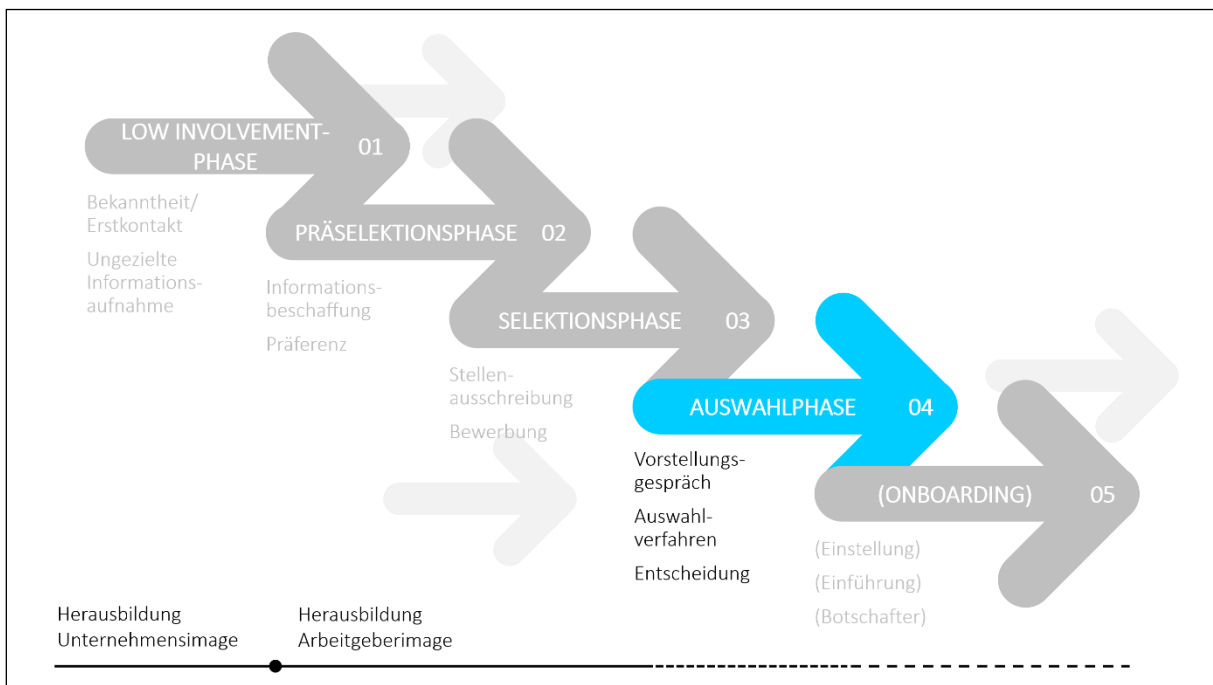 LOW INVOLVEMENT-
PHASE
01
Bekanntheit/
Erstkontakt
Ungezielte
Informations-
aufnahme
PRÄSELEKTIONSPHASE 02
Informations-
beschaffung
Präferenz
SELEKTIONSPHASE 03
Stellen-
ausschreibung
Bewerbung
AUSWAHLPHASE 04
Vorstellungs-
gespräch
Auswahl-
verfahren
Entscheidung
(ONBOARDING) 05
(Einstellung)
(Einführung)
(Botschafter)
Herausbildung
Unternehmensimage
Herausbildung
Arbeitgeberimage